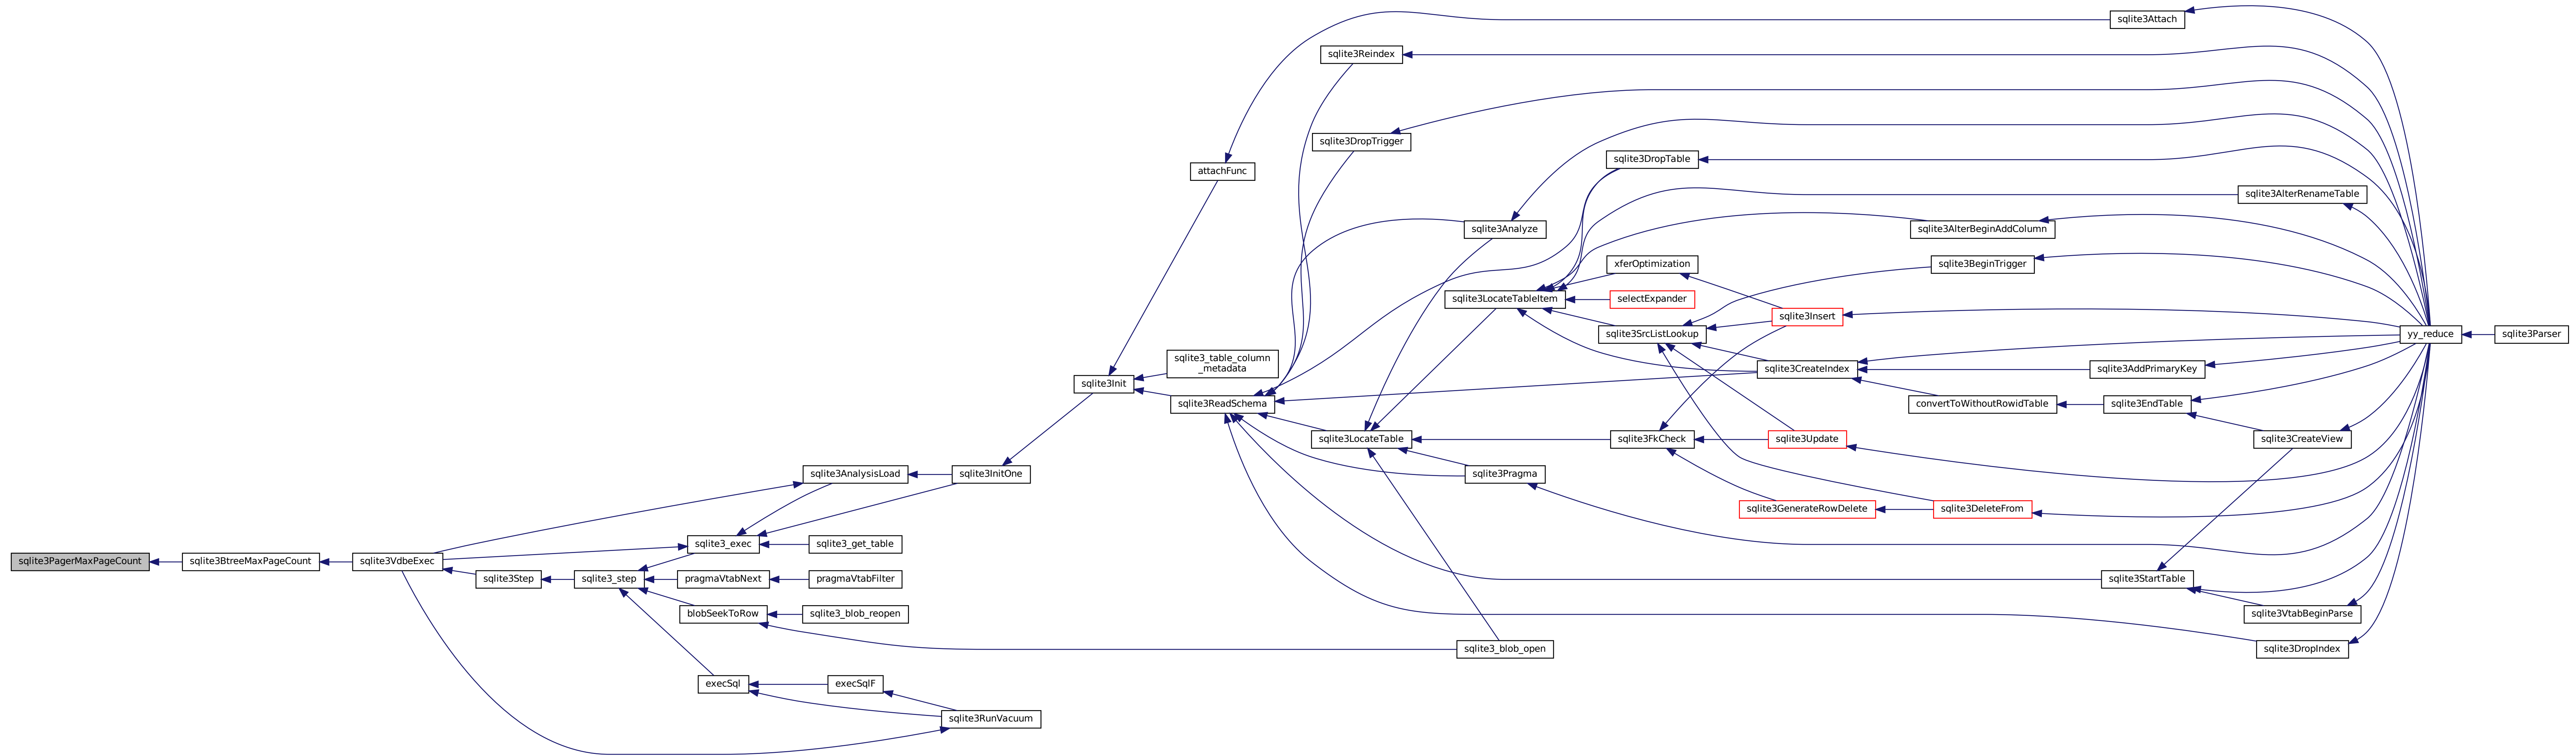 sqlite3Attach
sqlite3Reindex
sqlite3DropTrigger
sqlite3DropTable
attachFunc
sqlite3AlterRenameTable
sqlite3Analyze
sqlite3AlterBeginAddColumn
xferOptimization
sqlite3BeginTrigger
sqlite3LocateTableItem
selectExpander
sqlite3Insert
sqlite3SrcListLookup
yy_reduce
sqlite3Parser
sqlite3_table_column
_metadata
sqlite3CreateIndex
sqlite3AddPrimaryKey
sqlite3Init
sqlite3ReadSchema
convertToWithoutRowidTable
sqlite3EndTable
sqlite3LocateTable
sqlite3FkCheck
sqlite3Update
sqlite3CreateView
sqlite3AnalysisLoad
sqlite3InitOne
sqlite3Pragma
sqlite3GenerateRowDelete
sqlite3DeleteFrom
sqlite3_exec
sqlite3_get_table
sqlite3PagerMaxPageCount
sqlite3BtreeMaxPageCount
sqlite3VdbeExec
sqlite3Step
sqlite3_step
pragmaVtabNext
pragmaVtabFilter
sqlite3StartTable
blobSeekToRow
sqlite3_blob_reopen
sqlite3VtabBeginParse
sqlite3_blob_open
sqlite3DropIndex
execSql
execSqlF
sqlite3RunVacuum